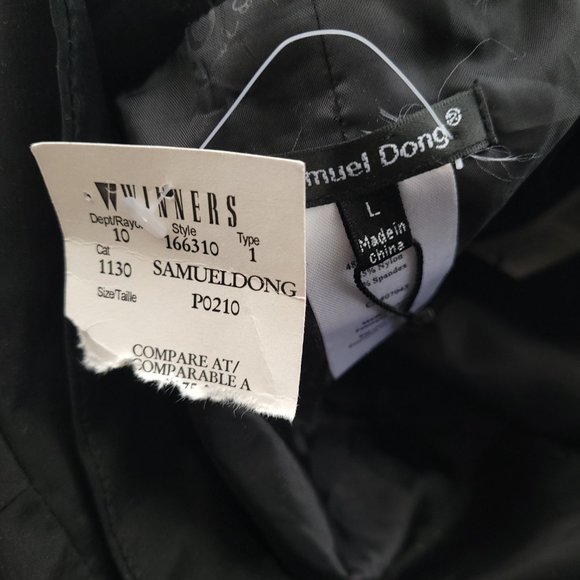 WINNERS
Dept/Rayon Style Type
10 166310 1
Cat
1130 SAMUELDONG
Size/Taille P0210
COMPARE AT/
COMPARABLE A
muel Dong®
L
Made in
China
% Nylon
% Spandex